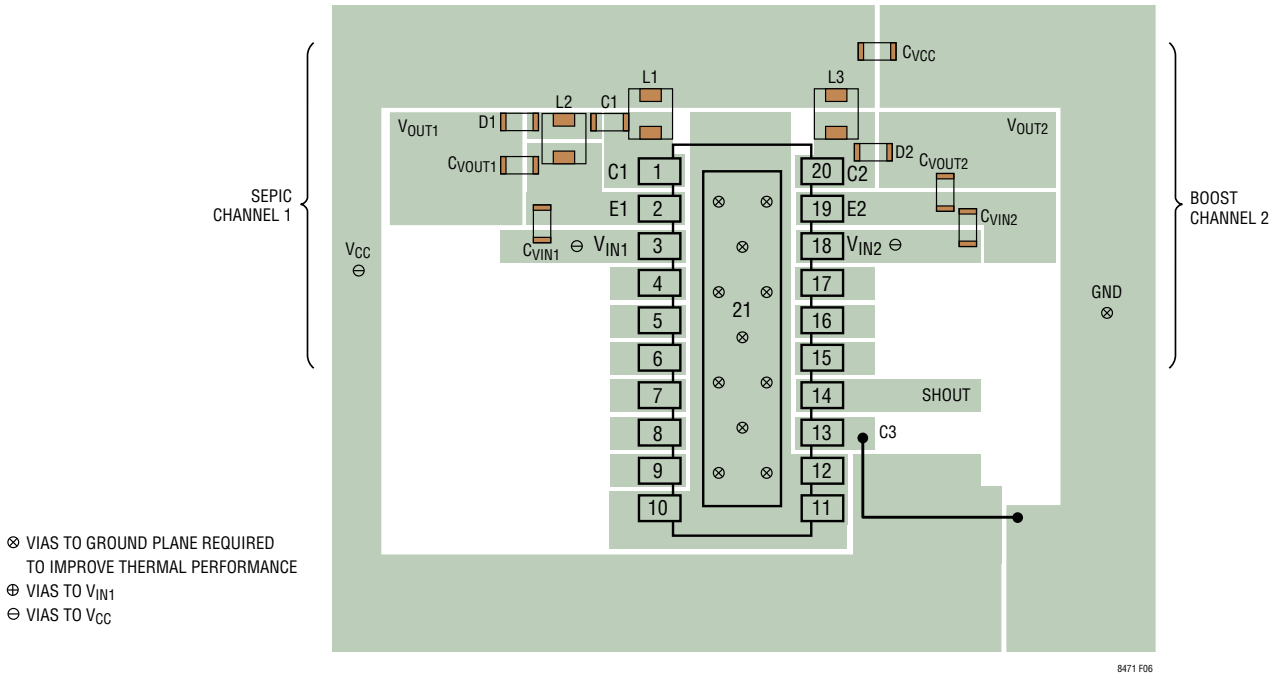 CVCC
L1
L3
L2
C1
VOUT1
D1
VOUT2
CVOUT1
D2
CVOUT2
C1
1
20
C2
SEPIC
CHANNEL 1
BOOST
CHANNEL 2
E1
2
19
E2
CVIN2
VCC
CVIN1
VIN1
3
18
VIN2
4
17
GND
5
21
16
6
15
7
14
SHOUT
8
13
C3
9
12
10
11
VIAS TO GROUND PLANE REQUIRED
TO IMPROVE THERMAL PERFORMANCE
VIAS TO VIN1
VIAS TO VCC
8471 F06